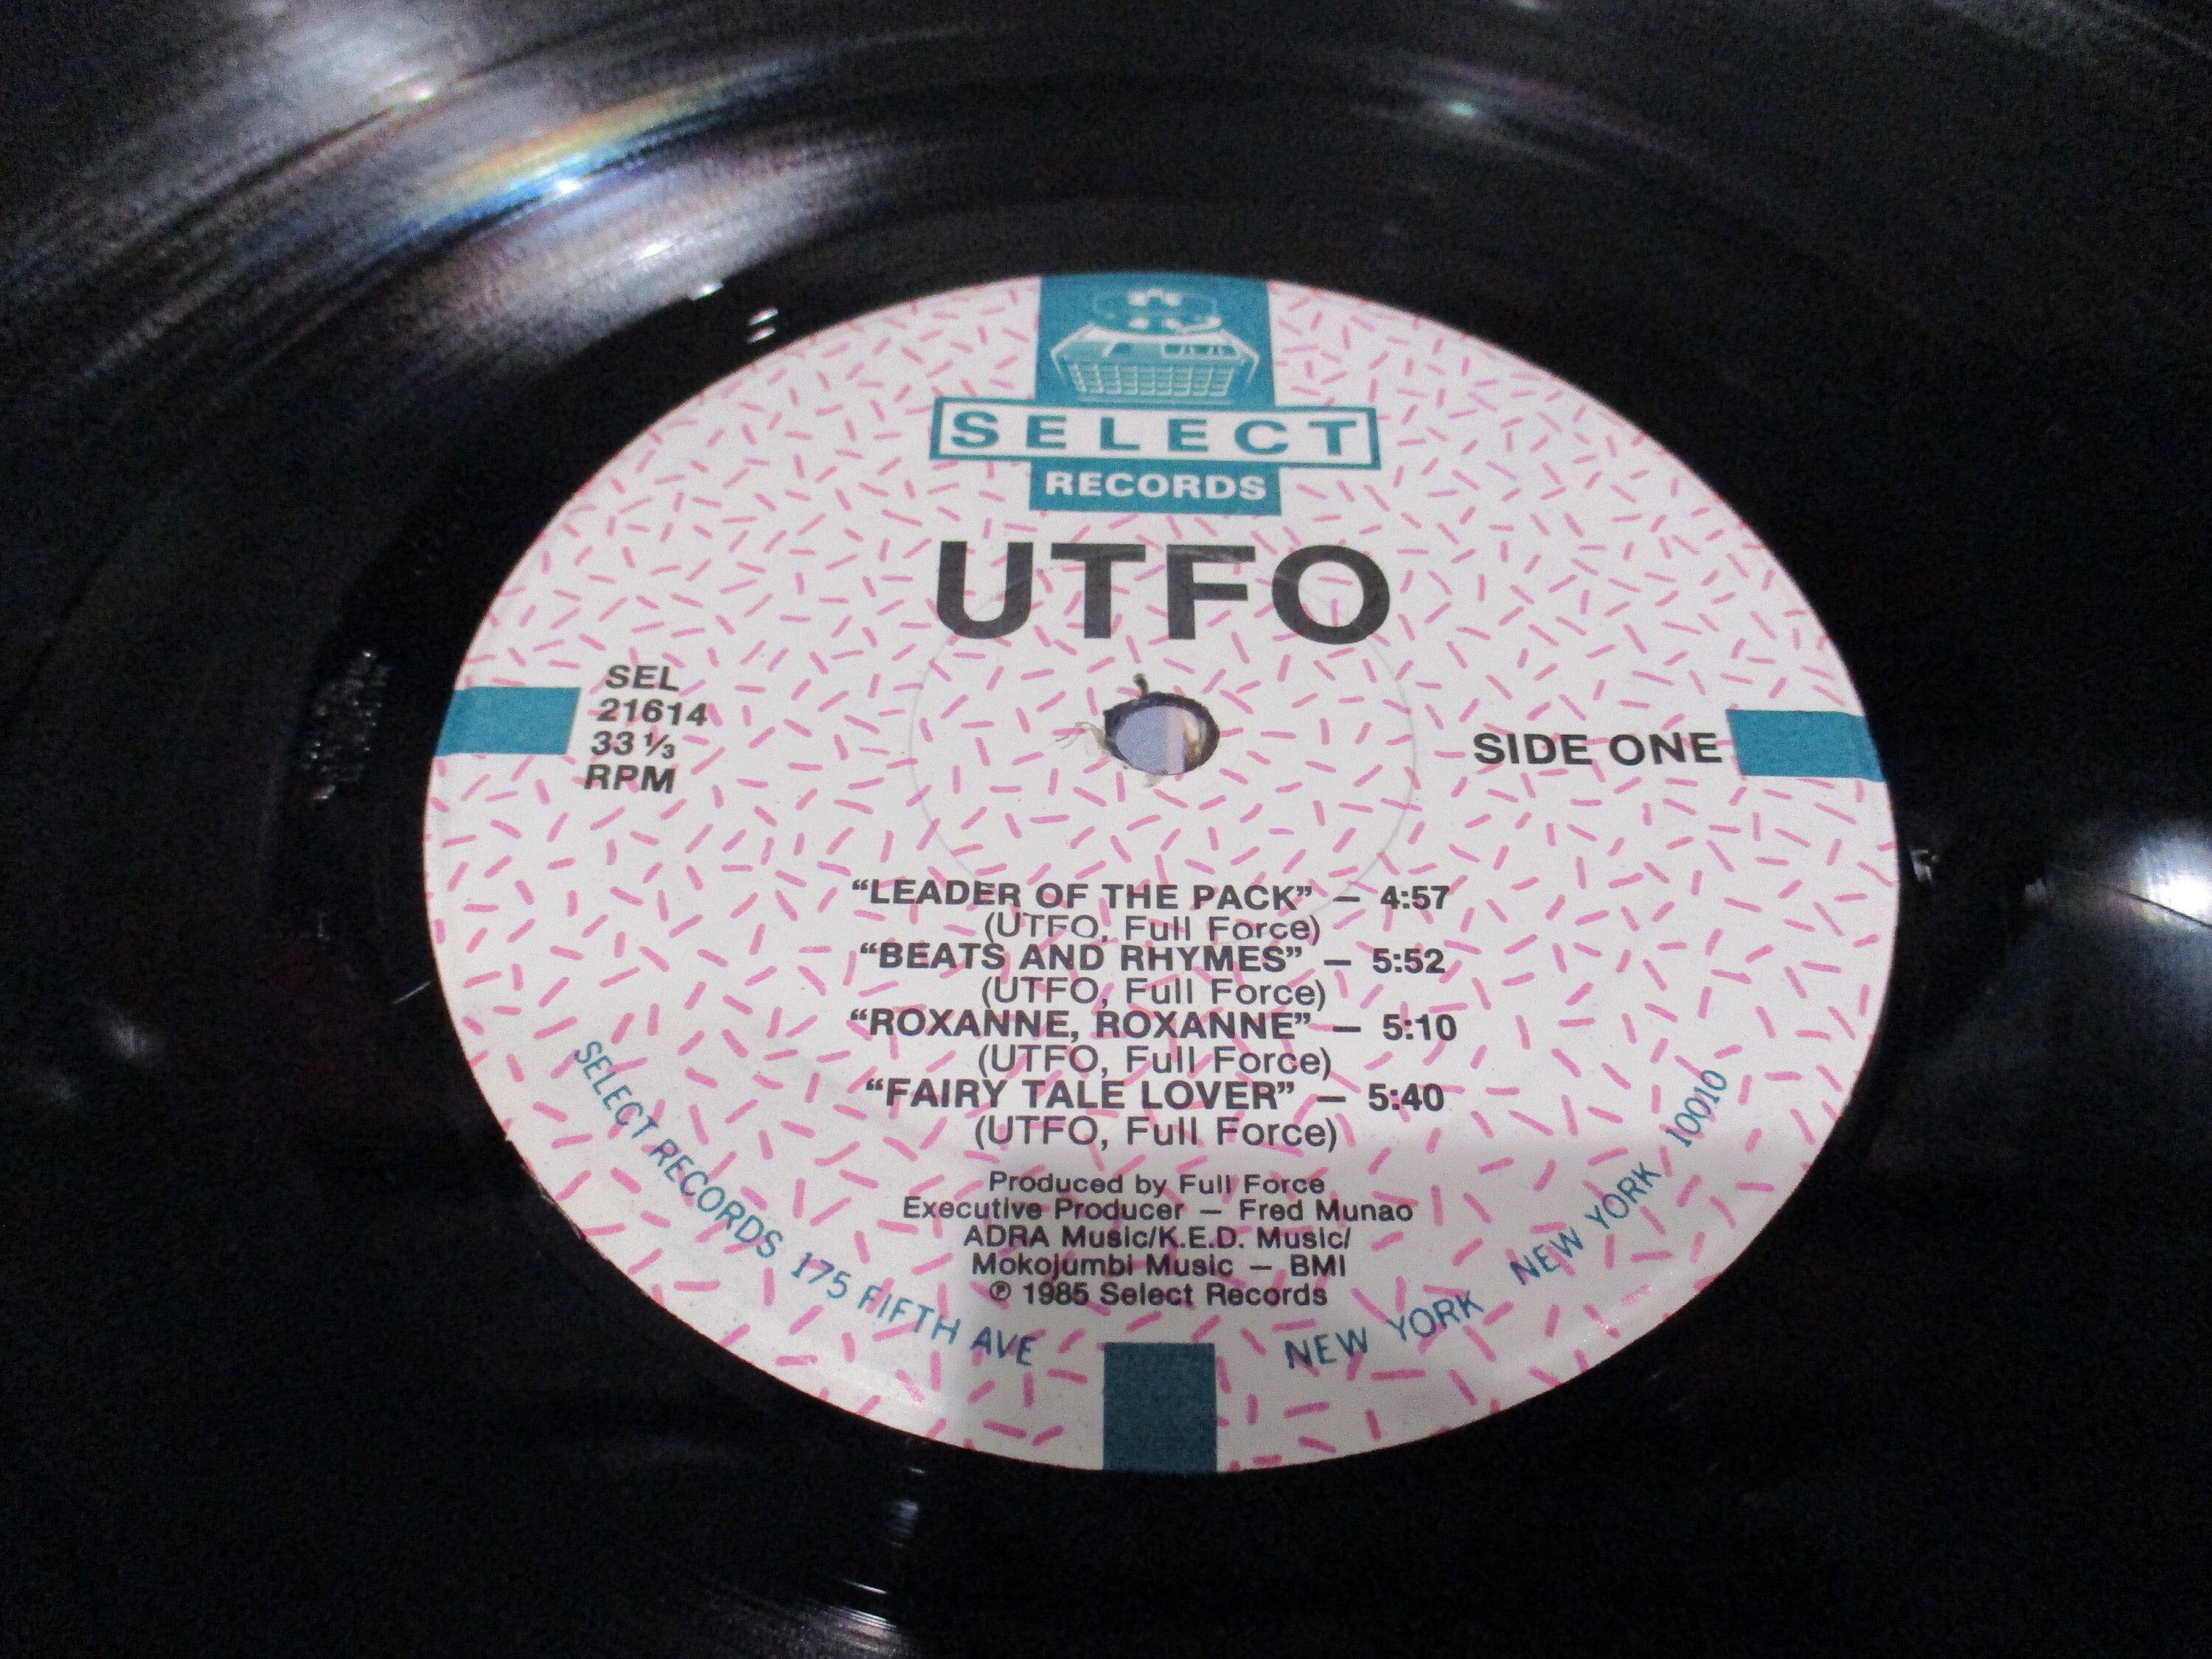 SELECT
RECORDS
UTFO
SEL
21614
33 ⅓
RPM
SIDE ONE
“LEADER OF THE PACK” — 4:57
(UTFO, Full Force)
“BEATS AND RHYMES” — 5:52
(UTFO, Full Force)
“ROXANNE, ROXANNE” — 5:10
(UTFO, Full Force)
“FAIRY TALE LOVER” — 5:40
(UTFO, Full Force)
Produced by Full Force
Executive Producer — Fred Munao
ADRA Music/K.E.D. Music/
Mokojumbi Music — BMI
℗ 1985 Select Records
SELECT RECORDS 175 FIFTH AVE NEW YORK NEW YORK 10010